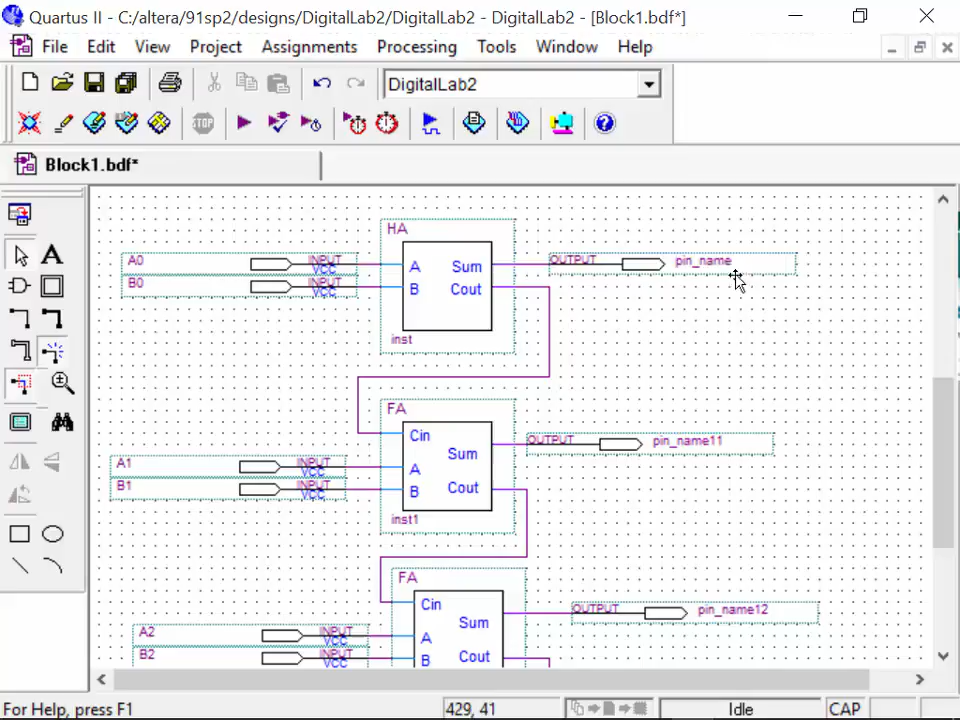 Quartus II - C:/altera/91sp2/designs/DigitalLab2/DigitalLab2 - DigitalLab2 - [Block1.bdf*]
File Edit View Project Assignments Processing Tools Window Help
DigitalLab2
STOP
Block1.bdf*
HA
A0 INPUT
VCC
A Sum
OUTPUT pin_name
B0 INPUT
VCC
B Cout
inst
FA
Cin
OUTPUT pin_name11
Sum
A1 INPUT
VCC
A
B1 INPUT
VCC
B Cout
inst1
FA
Cin
OUTPUT pin_name12
Sum
A2 INPUT
VCC
A
B2 INPUT
VCC
B Cout
For Help, press F1 429, 41 Idle CAP